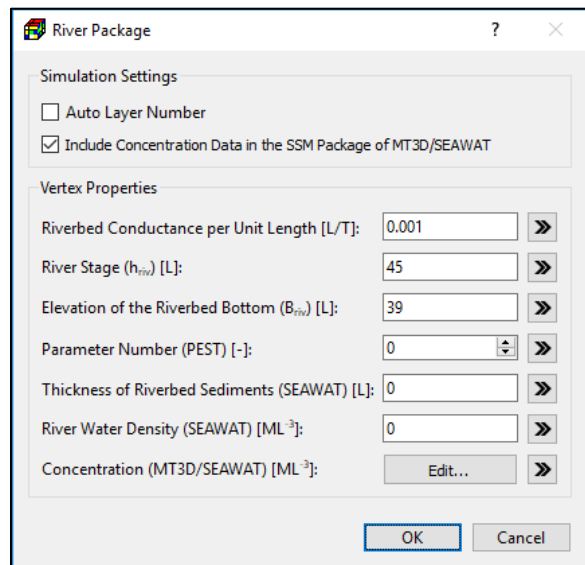 River Package ?
Simulation Settings
Auto Layer Number
Include Concentration Data in the SSM Package of MT3D/SEAWAT
Vertex Properties
Riverbed Conductance per Unit Length [L/T]: 0.001
River Stage (hriv) [L]: 45
Elevation of the Riverbed Bottom (Briv) [L]: 39
Parameter Number (PEST) [-]: 0
Thickness of Riverbed Sediments (SEAWAT) [L]: 0
River Water Density (SEAWAT) [ML⁻³]: 0
Concentration (MT3D/SEAWAT) [ML⁻³]: Edit...
OK Cancel